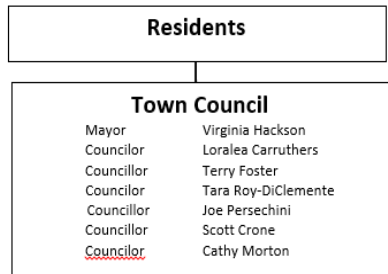 Residents
Town Council
Mayor Virginia Hackson
Councilor Loralea Carruthers
Councillor Terry Foster
Councilor Tara Roy-DiClemente
Councillor Joe Persechini
Councillor Scott Crone
Councilor Cathy Morton